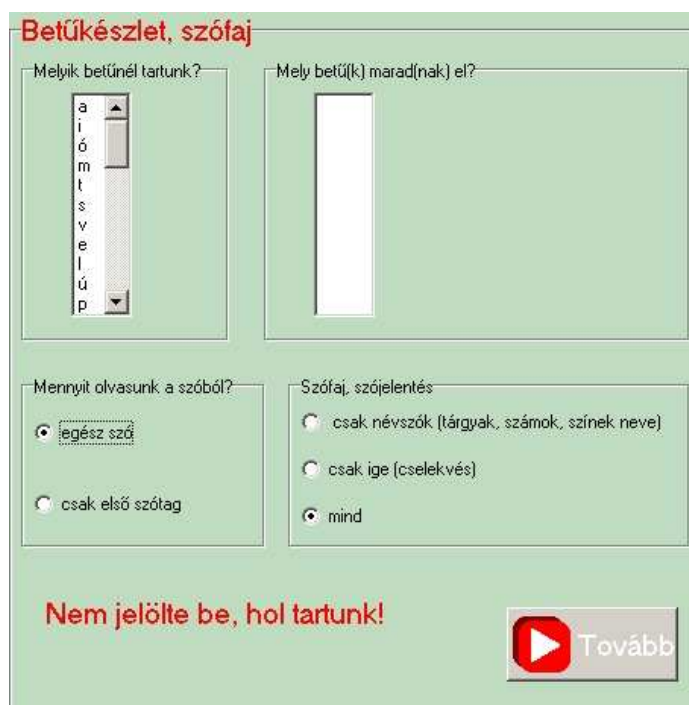 Betűkészlet, szófaj
Melyik betűnél tartunk?
a
i
ó
m
t
s
v
e
l
ú
p
Mely betű(k) marad(nak) el?
Mennyit olvasunk a szóból?
egész szó
csak első szótag
Szófaj, szójelentés
csak névszók (tárgyak, számok, színek neve)
csak ige (cselekvés)
mind
Nem jelölte be, hol tartunk!
Tovább